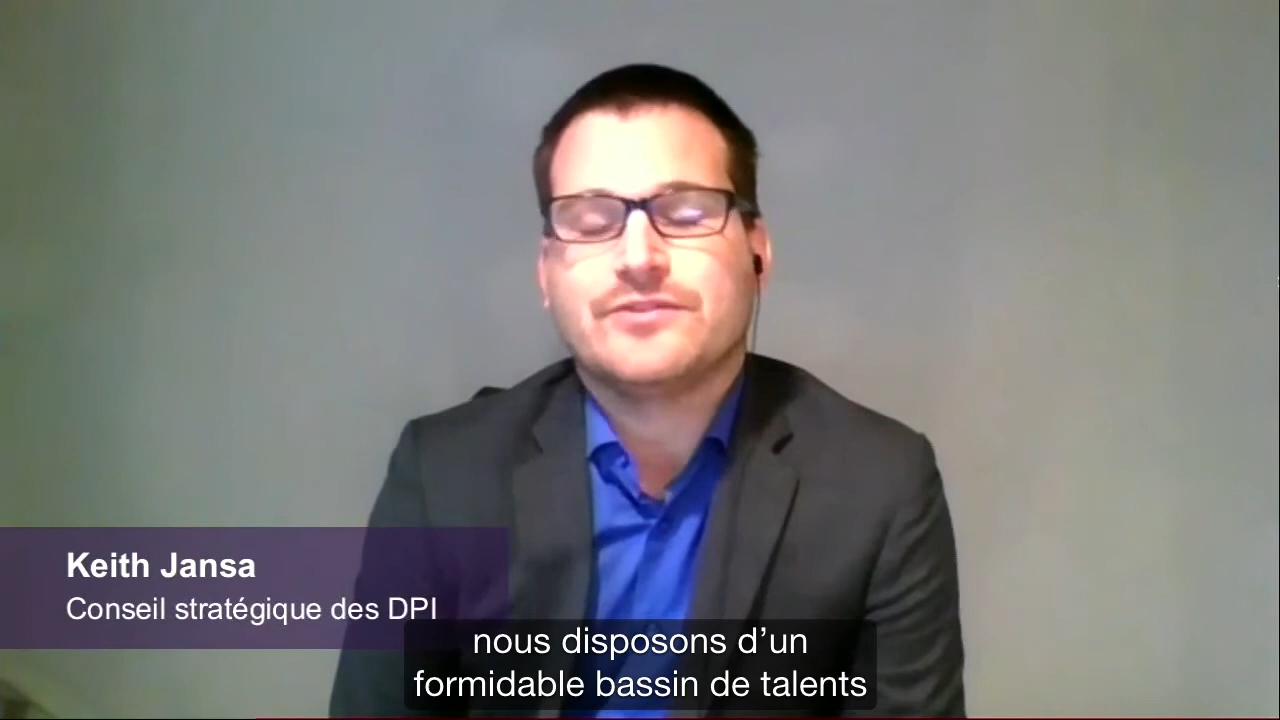 Keith Jansa
Conseil stratégique des DPI
nous disposons d’un
formidable bassin de talents